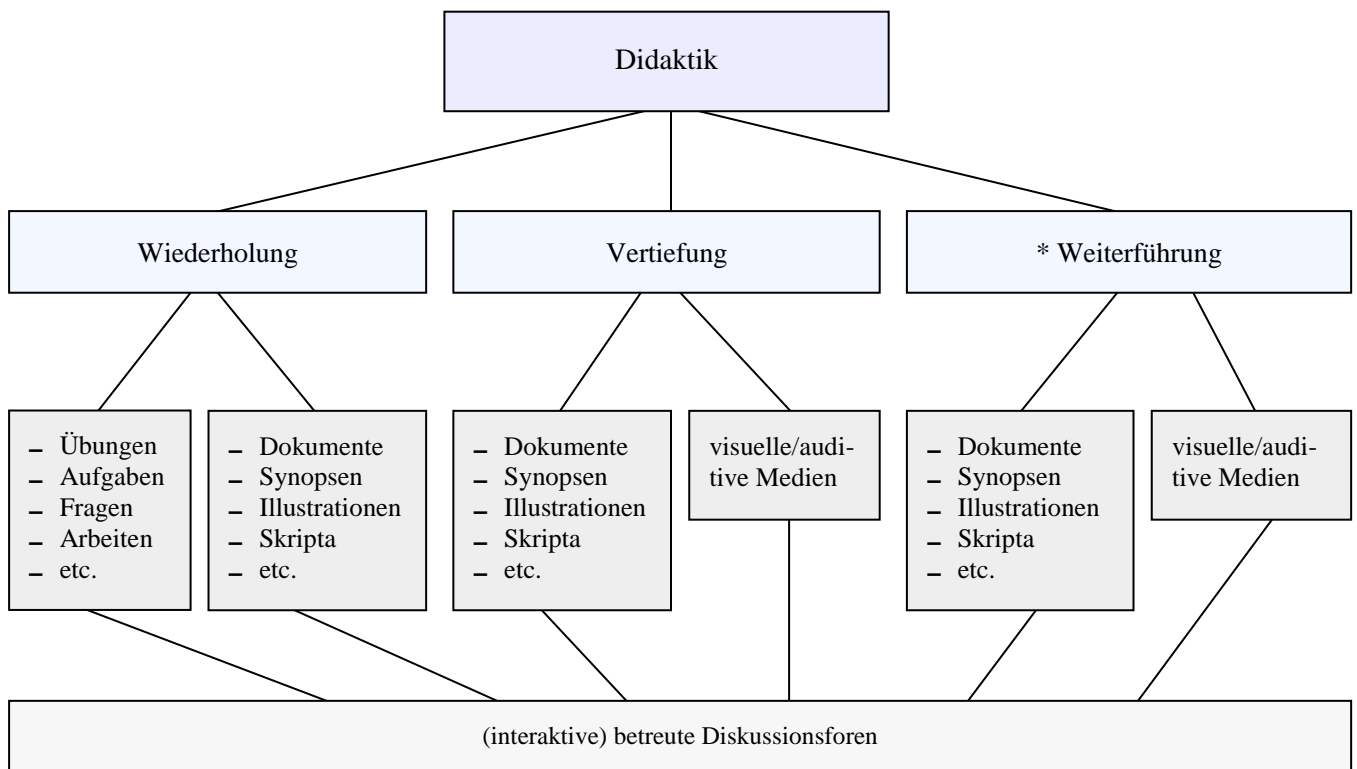 Didaktik
Wiederholung
Vertiefung
* Weiterführung
– Übungen
– Aufgaben
– Fragen
– Arbeiten
– etc.
– Dokumente
– Synopsen
– Illustrationen
– Skripta
– etc.
– Dokumente
– Synopsen
– Illustrationen
– Skripta
– etc.
visuelle/audi-
tive Medien
– Dokumente
– Synopsen
– Illustrationen
– Skripta
– etc.
visuelle/audi-
tive Medien
(interaktive) betreute Diskussionsforen